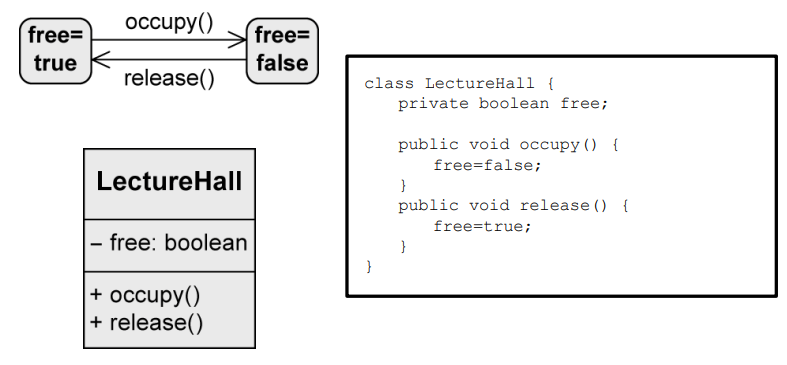 free=
true
occupy()
release()
free=
false
LectureHall
– free: boolean
+ occupy()
+ release()
class LectureHall {
private boolean free;
public void occupy() {
free=false;
}
public void release() {
free=true;
}
}